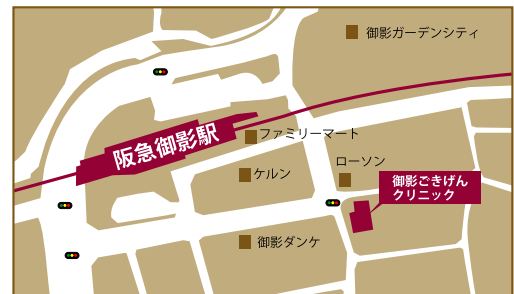 御影ガーデンシティ
阪急御影駅
ファミリーマート
ローソン
ケルン
御影ごきげん
クリニック
御影ダンケ